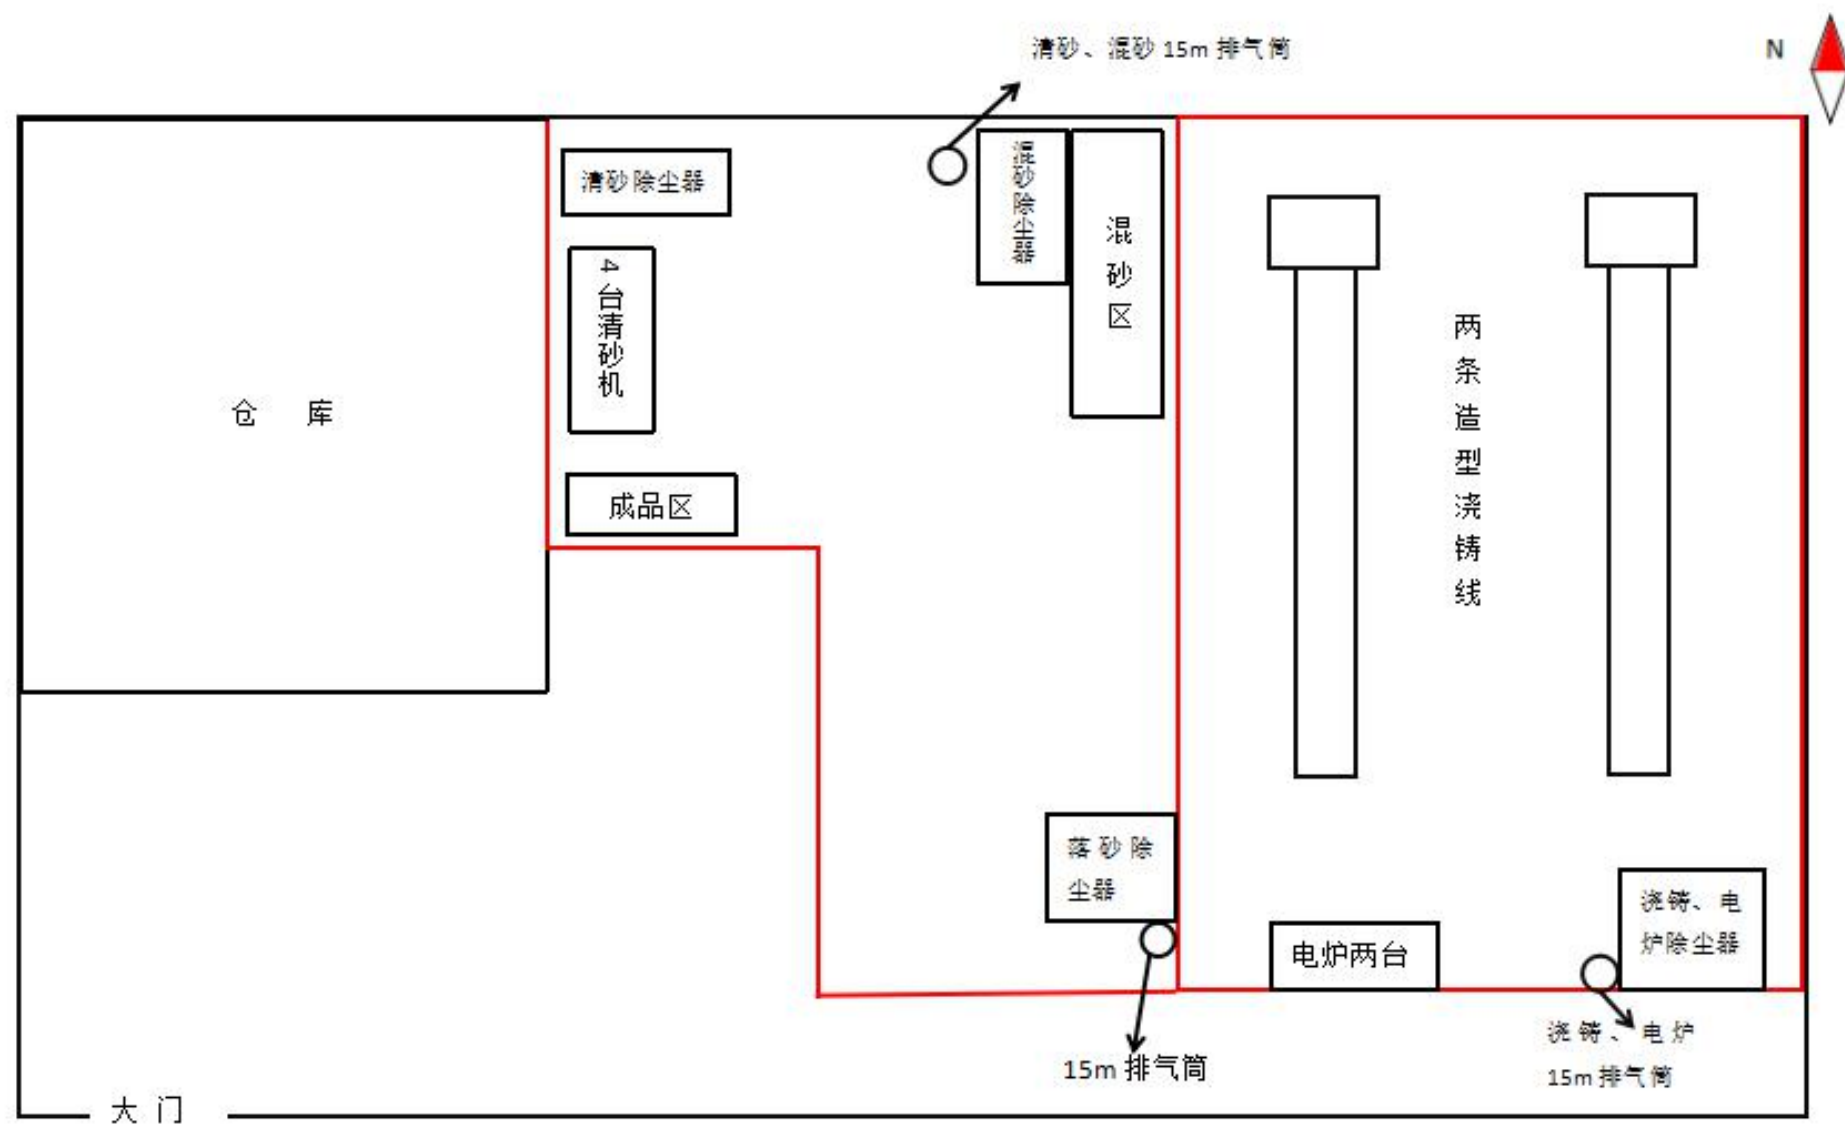 清砂、混砂 15m 排气筒
N
清砂除尘器
混砂除尘器
混砂区
4台清砂机
两条造型浇铸线
仓 库
成品区
落砂除
尘器
浇铸、电
炉除尘器
电炉两台
浇铸、电炉
15m 排气筒
15m 排气筒
大门